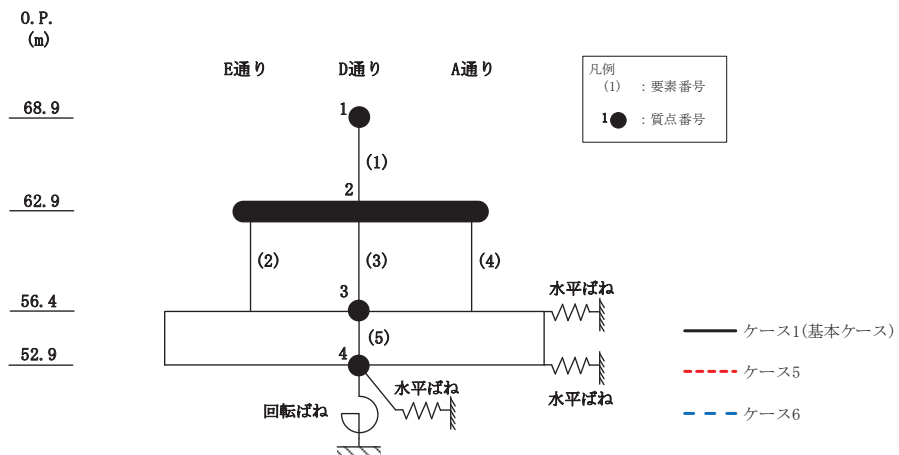 O.P.
(m)
E通り
D通り
A通り
凡例
(1) :要素番号
1 :質点番号
68.9
1
(1)
2
62.9
(2)
(3)
(4)
3
水平ばね
56.4
(5)
ケース1(基本ケース)
52.9
4
水平ばね
ケース5
水平ばね
回転ばね
ケース6